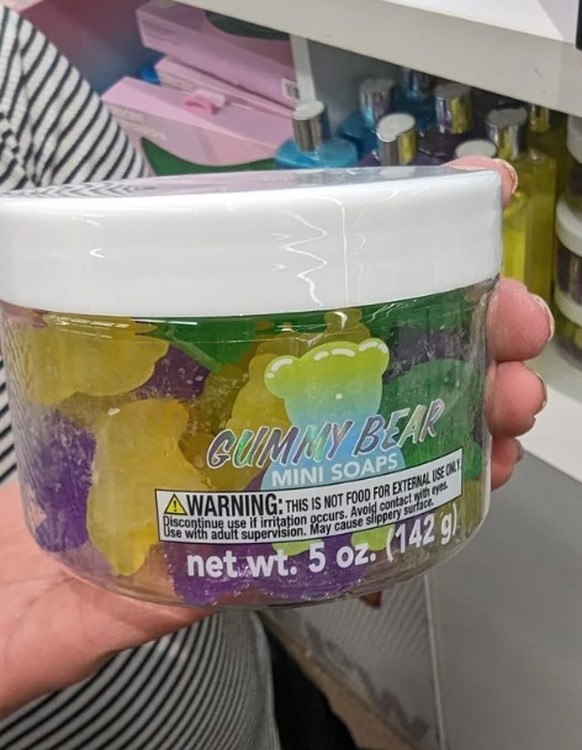 GUMMY BEAR
MINI SOAPS
WARNING: THIS IS NOT FOOD FOR EXTERNAL USE ONLY.
Discontinue use if irritation occurs. Avoid contact with eyes.
Use with adult supervision. May cause slippery surface.
net wt. 5 oz. (142 g)